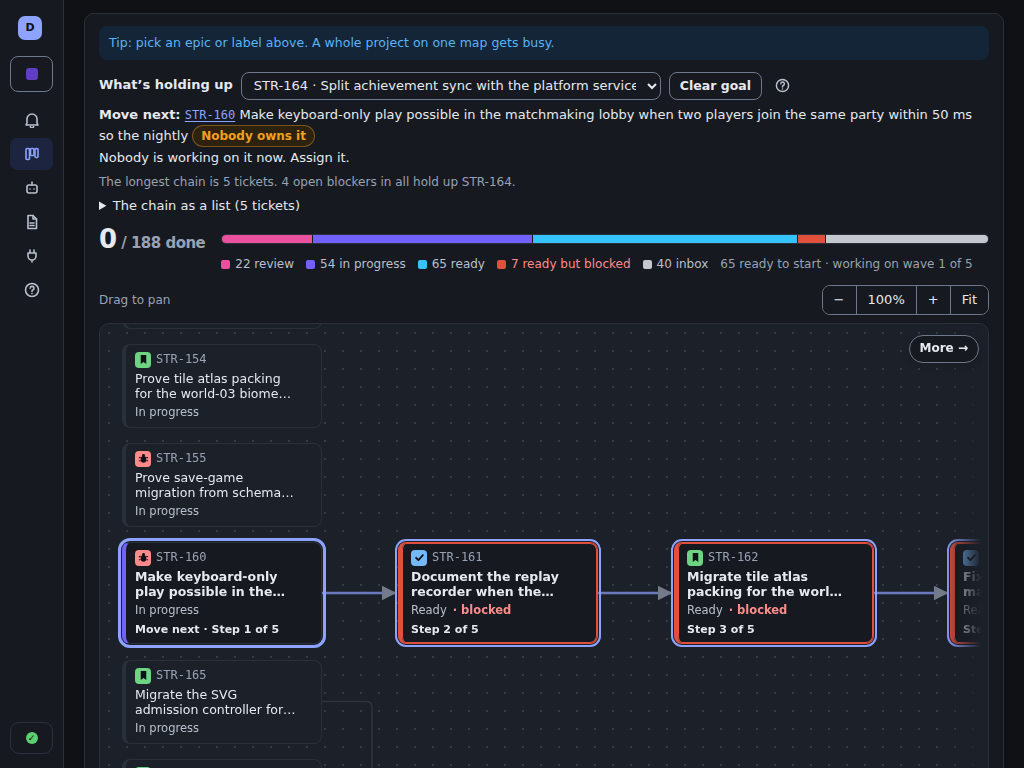 D
Tip: pick an epic or label above. A whole project on one map gets busy.
What's holding up STR-164 · Split achievement sync with the platform service Clear goal
Move next: STR-160 Make keyboard-only play possible in the matchmaking lobby when two players join the same party within 50 ms
so the nightly Nobody owns it
Nobody is working on it now. Assign it.
The longest chain is 5 tickets. 4 open blockers in all hold up STR-164.
The chain as a list (5 tickets)
0 / 188 done
22 review 54 in progress 65 ready 7 ready but blocked 40 inbox 65 ready to start · working on wave 1 of 5
Drag to pan
− 100% + Fit
More →
STR-154
Prove tile atlas packing
for the world-03 biome…
In progress
STR-155
Prove save-game
migration from schema…
In progress
STR-160
Make keyboard-only
play possible in the…
In progress
Move next · Step 1 of 5
STR-161
Document the replay
recorder when the…
Ready · blocked
Step 2 of 5
STR-162
Migrate tile atlas
packing for the worl…
Ready · blocked
Step 3 of 5
STR-165
Migrate the SVG
admission controller for…
In progress